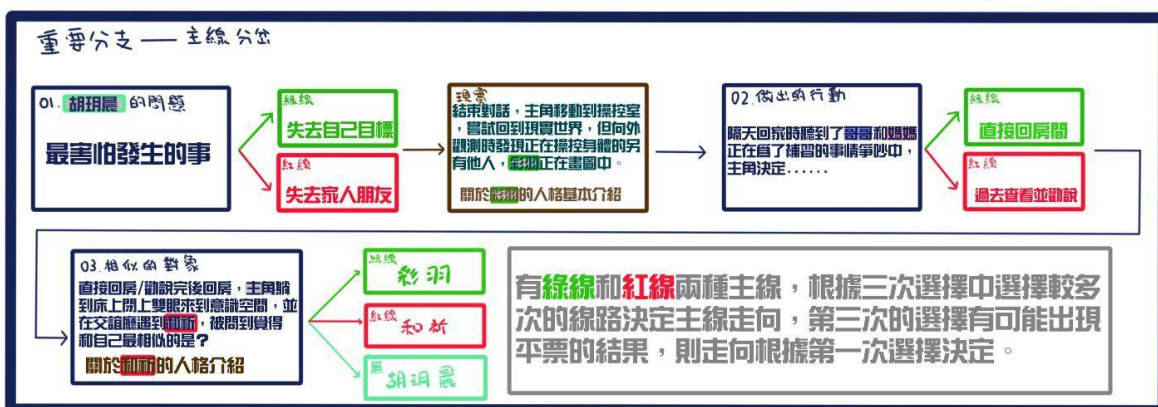 重要分支——主線分岔
01.胡玥晨的問題
最害怕發生的事
綠線
失去自己目標
紅線
失去家人朋友
現實
結束對話，主角移動到操控室
，嘗試回到現實世界，但向外
觀測時發現正在操控身體的另
有他人，彩羽正在畫圖中。
關於彩羽的人格基本介紹
02.做出的行動
隔天回家時聽到了哥哥和媽媽
正在為了補習的事情爭吵中，
主角決定......
綠線
直接回房間
紅線
過去查看並勸說
03.相似的對象
直接回房/勸說完後回房，主角躺
到床上閉上雙眼來到意識空間，並
在交誼廳遇到和祈，被問到覺得
和自己最相似的是？
關於和祈的人格介紹
綠線
彩羽
紅線
和祈
無
胡玥晨
有綠線和紅線兩種主線，根據三次選擇中選擇較多
次的線路決定主線走向，第三次的選擇有可能出現
平票的結果，則走向根據第一次選擇決定。